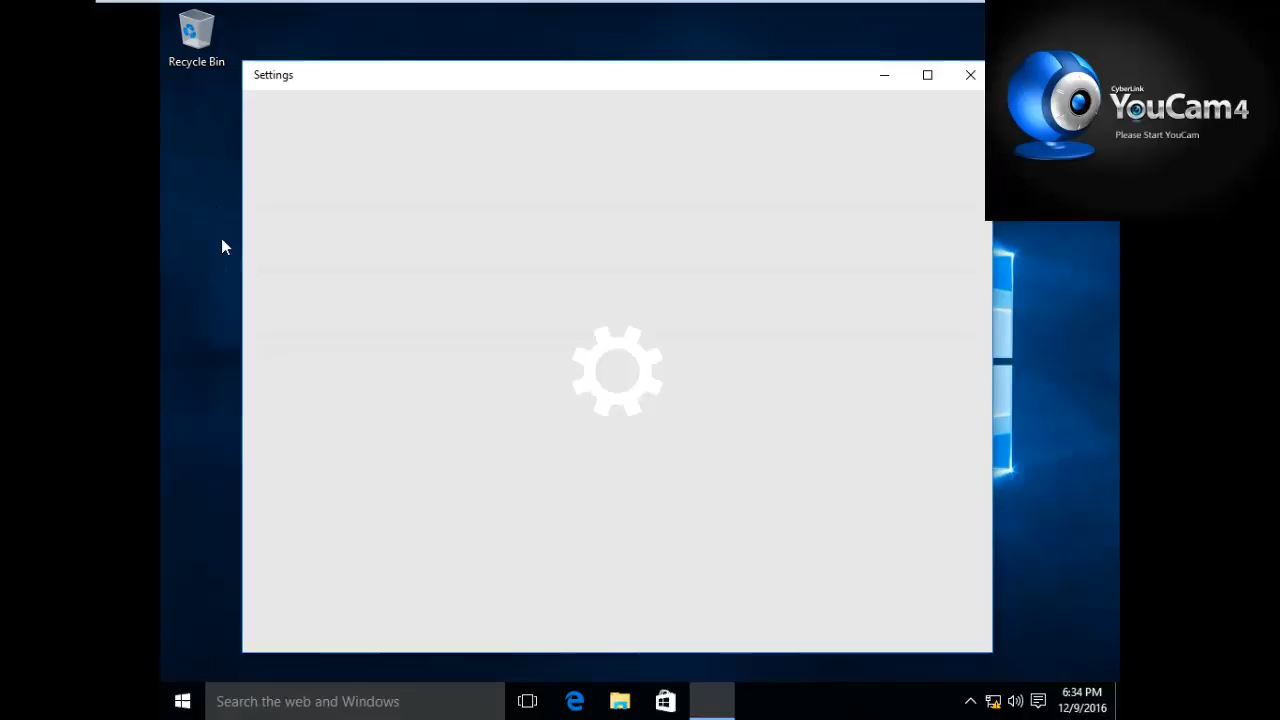 Recycle Bin
Settings
CyberLink
YouCam4
Please Start YouCam
Search the web and Windows
6:34 PM
12/9/2016